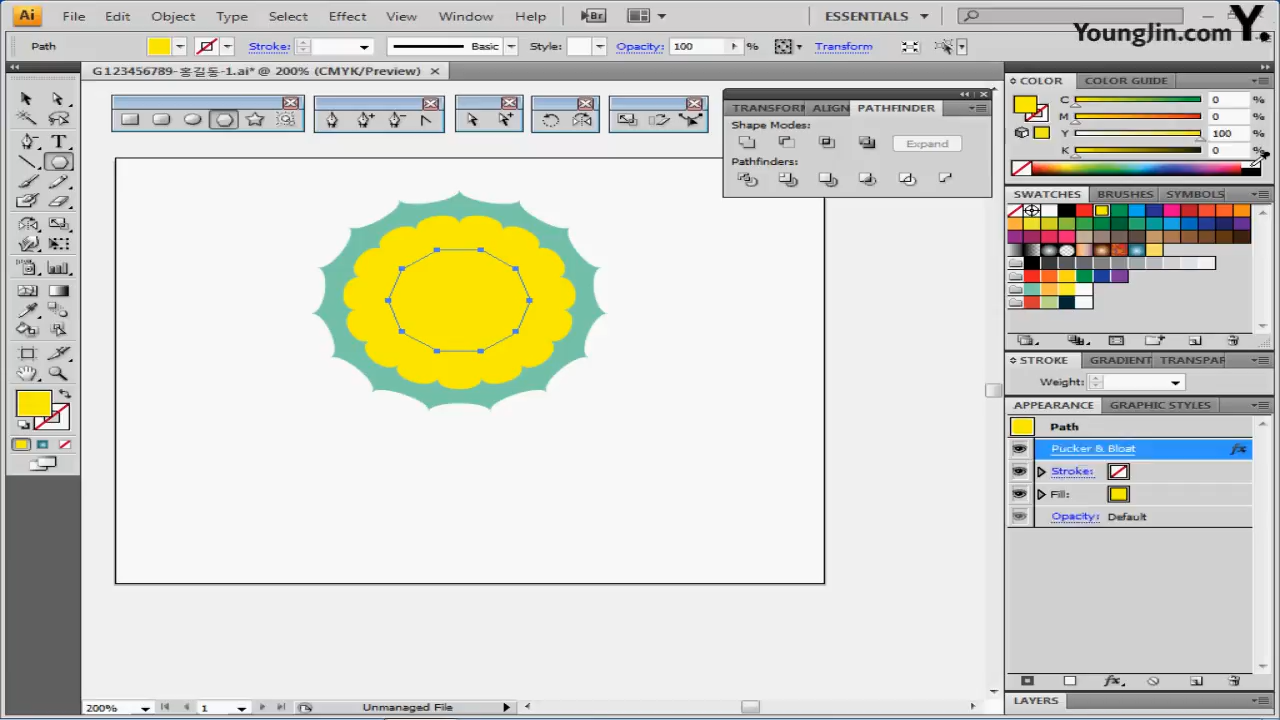 Ai File Edit Object Type Select Effect View Window Help Br ESSENTIALS
YoungJin.com Y.
Path Stroke: Basic Style: Opacity: 100 % Transform
G123456789-홍길동-1.ai* @ 200% (CMYK/Preview)
TRANSFORM ALIGN PATHFINDER
Shape Modes:
Expand
Pathfinders:
COLOR COLOR GUIDE
C 0 %
M 0 %
Y 100 %
K 0 %
SWATCHES BRUSHES SYMBOLS
STROKE GRADIENT TRANSPAR
Weight:
APPEARANCE GRAPHIC STYLES
Path
Pucker & Bloat fx
Stroke:
Fill:
Opacity: Default
fx
LAYERS
200% 1 Unmanaged File